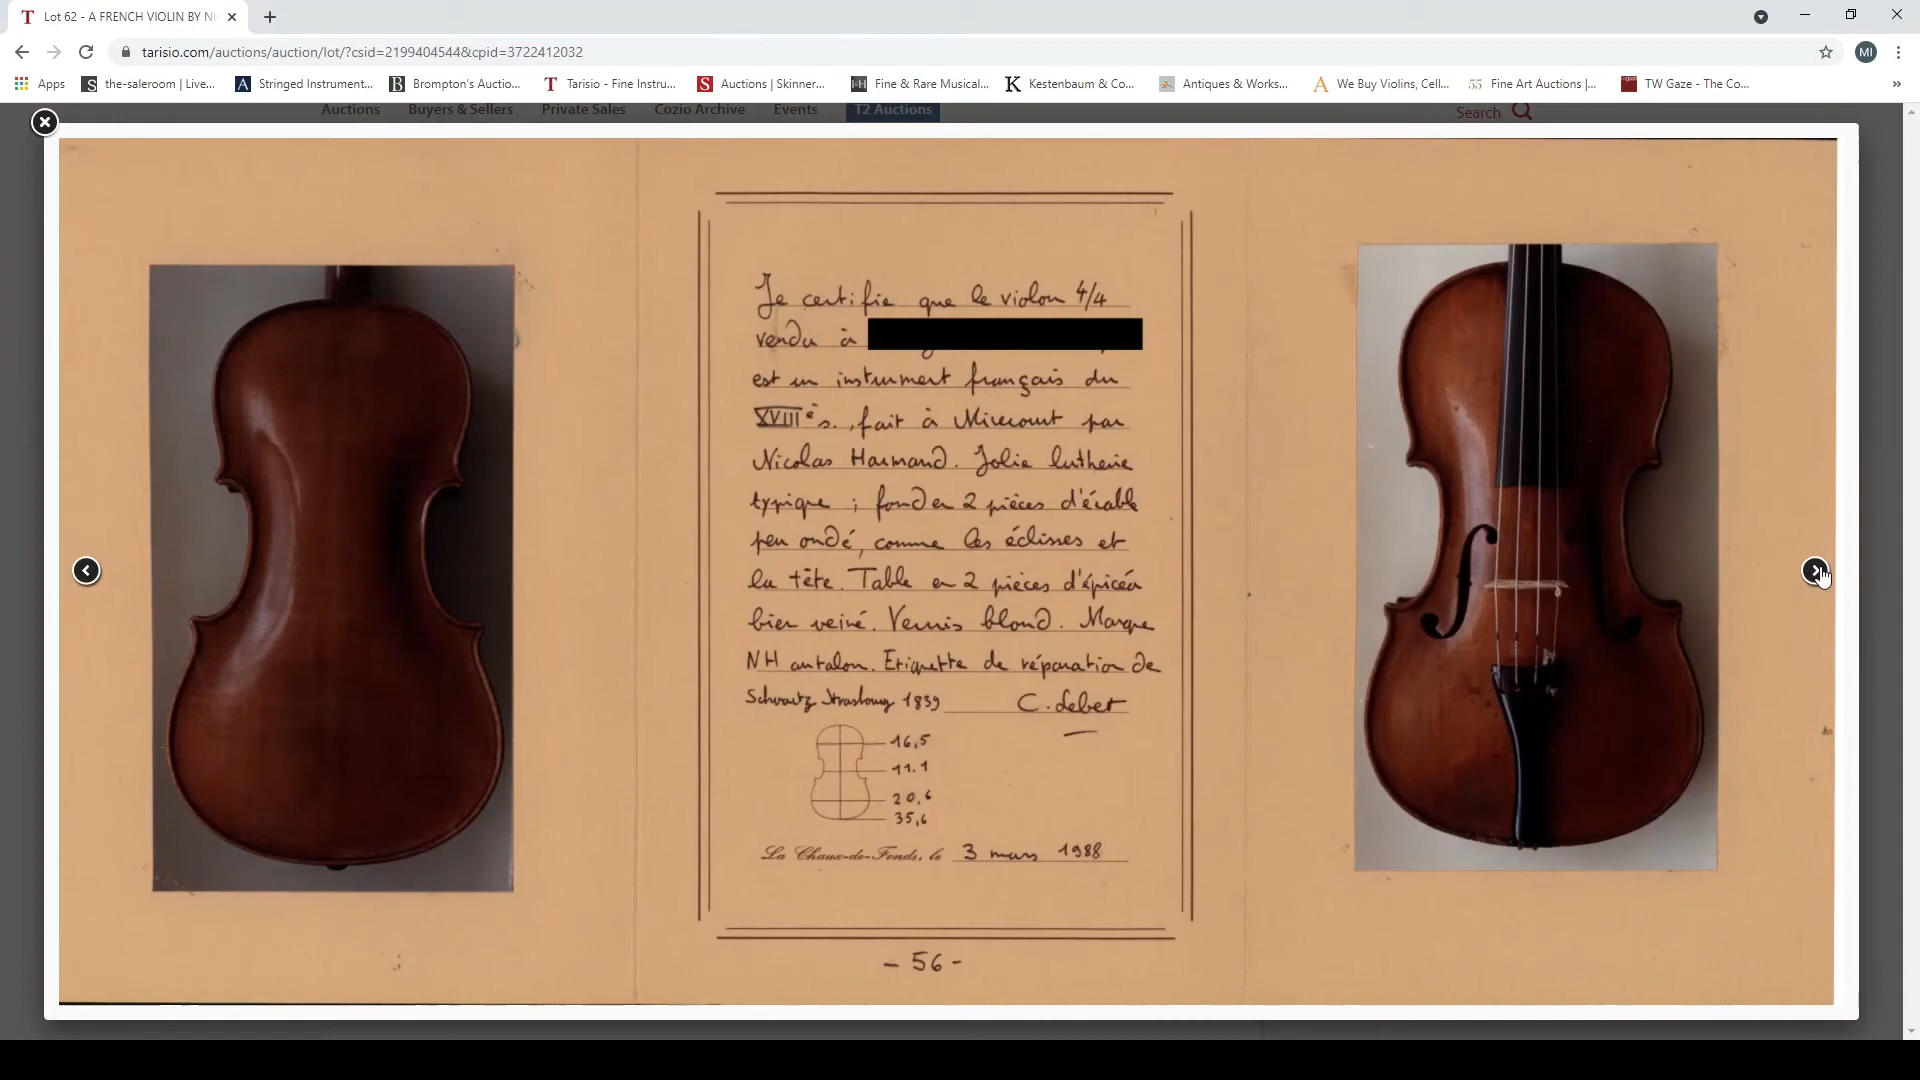 Lot 62 - A FRENCH VIOLIN BY NI
tarisio.com/auctions/auction/lot/?csid=2199404544&cpid=3722412032
MI
Apps
the-saleroom | Live...
Stringed Instrument...
Brompton's Auctio...
Tarisio - Fine Instru...
Auctions | Skinner...
Fine & Rare Musical...
Kestenbaum & Co...
Antiques & Works...
We Buy Violins, Cell...
Fine Art Auctions |...
TW Gaze - The Co...
Auctions
Buyers & Sellers
Private Sales
Cozio Archive
Events
T2 Auctions
Search
Je certifie que le violon 4/4
vendu à
est un instrument français du
XVIIIè s., fait à Mirecourt par
Nicolas Harmand. Jolie lutherie
typique ; fond en 2 pièces d'érable
peu ondé, comme les éclisses et
la tête. Table en 2 pièces d'épicéa
bien veiné. Vernis blond. Marque
NH au talon. Etiquette de réparation de
Schwartz Strasbourg 1839 C. Lebet
16,5
11.1
20,6
35,6
La Chaux-de-Fonds, le 3 mars 1988
- 56 -